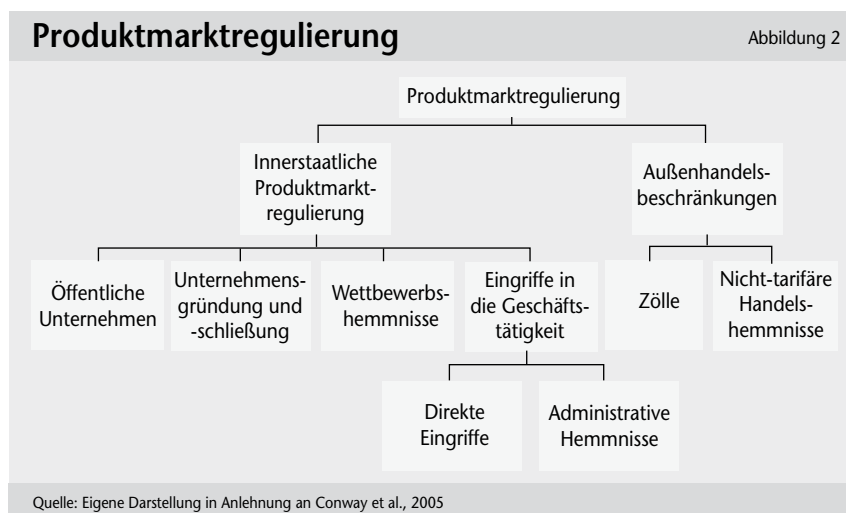 Produktmarktregulierung
Abbildung 2
Produktmarktregulierung
Innerstaatliche
Produktmarkt-
regulierung
Außenhandels-
beschränkungen
Öffentliche
Unternehmen
Unternehmens-
gründung und
-schließung
Wettbewerbs-
hemmnisse
Eingriffe in
die Geschäfts-
tätigkeit
Zölle
Nicht-tarifäre
Handels-
hemmnisse
Direkte
Eingriffe
Administrative
Hemmnisse
Quelle: Eigene Darstellung in Anlehnung an Conway et al., 2005